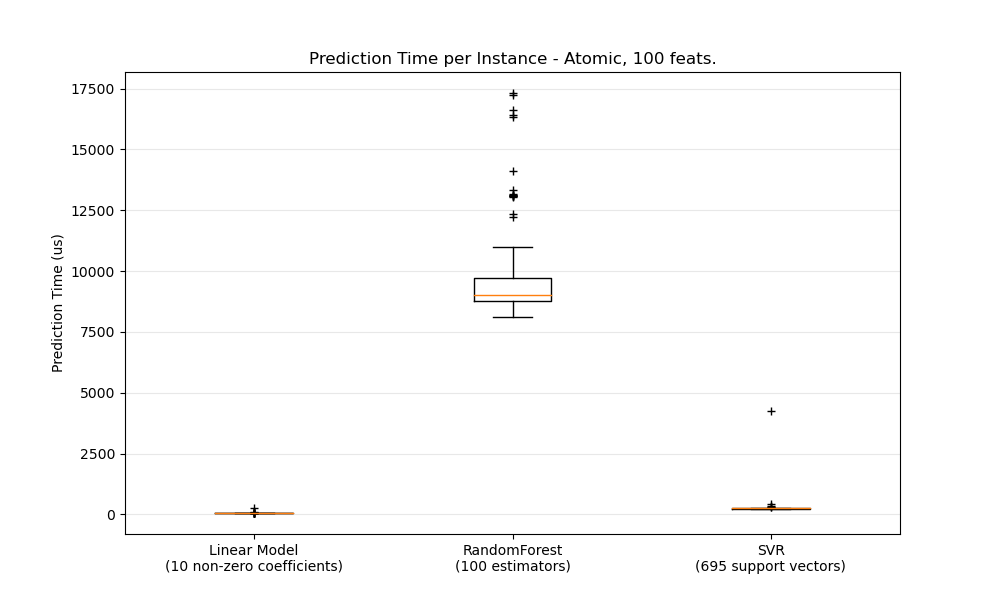 Prediction Time per Instance - Atomic, 100 feats.
Prediction Time (us)
17500
15000
12500
10000
7500
5000
2500
0
Linear Model
(10 non-zero coefficients)
RandomForest
(100 estimators)
SVR
(695 support vectors)